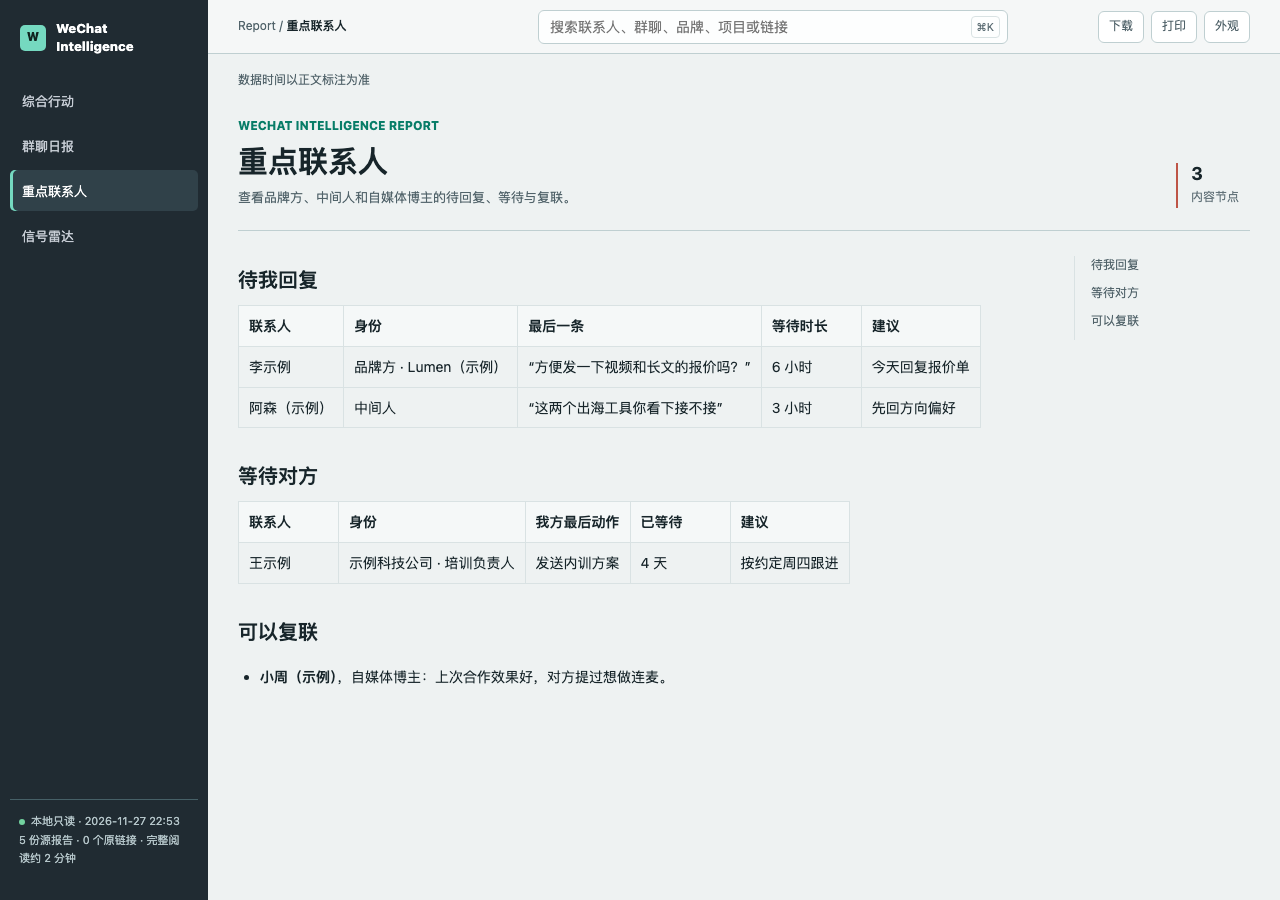 W
WeChat
Intelligence
综合行动
群聊日报
重点联系人
信号雷达
本地只读 · 2026-11-27 22:53
5 份源报告 · 0 个原链接 · 完整阅
读约 2 分钟
Report / 重点联系人
搜索联系人、群聊、品牌、项目或链接
⌘K
下载
打印
外观
数据时间以正文标注为准
WECHAT INTELLIGENCE REPORT
重点联系人
查看品牌方、中间人和自媒体博主的待回复、等待与复联。
3
内容节点
待我回复
联系人 身份 最后一条 等待时长 建议
李示例 品牌方 · Lumen（示例） “方便发一下视频和长文的报价吗？” 6 小时 今天回复报价单
阿森（示例） 中间人 “这两个出海工具你看下接不接” 3 小时 先回方向偏好
等待对方
联系人 身份 我方最后动作 已等待 建议
王示例 示例科技公司 · 培训负责人 发送内训方案 4 天 按约定周四跟进
可以复联
• 小周（示例），自媒体博主：上次合作效果好，对方提过想做连麦。
待我回复
等待对方
可以复联